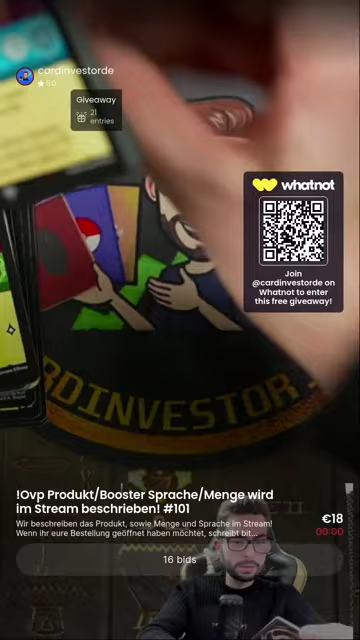 cardinvestorde
★5.0
Giveaway
21
entries
whatnot
Join
@cardinvestorde on
Whatnot to enter
this free giveaway!
RDINVESTOR
!Ovp Produkt/Booster Sprache/Menge wird
im Stream beschrieben! #101
€18
Wir beschreiben das Produkt, sowie Menge und Sprache im Stream!
00:00
Wenn ihr eure Bestellung geöffnet haben möchtet, schreibt bit...
16 bids